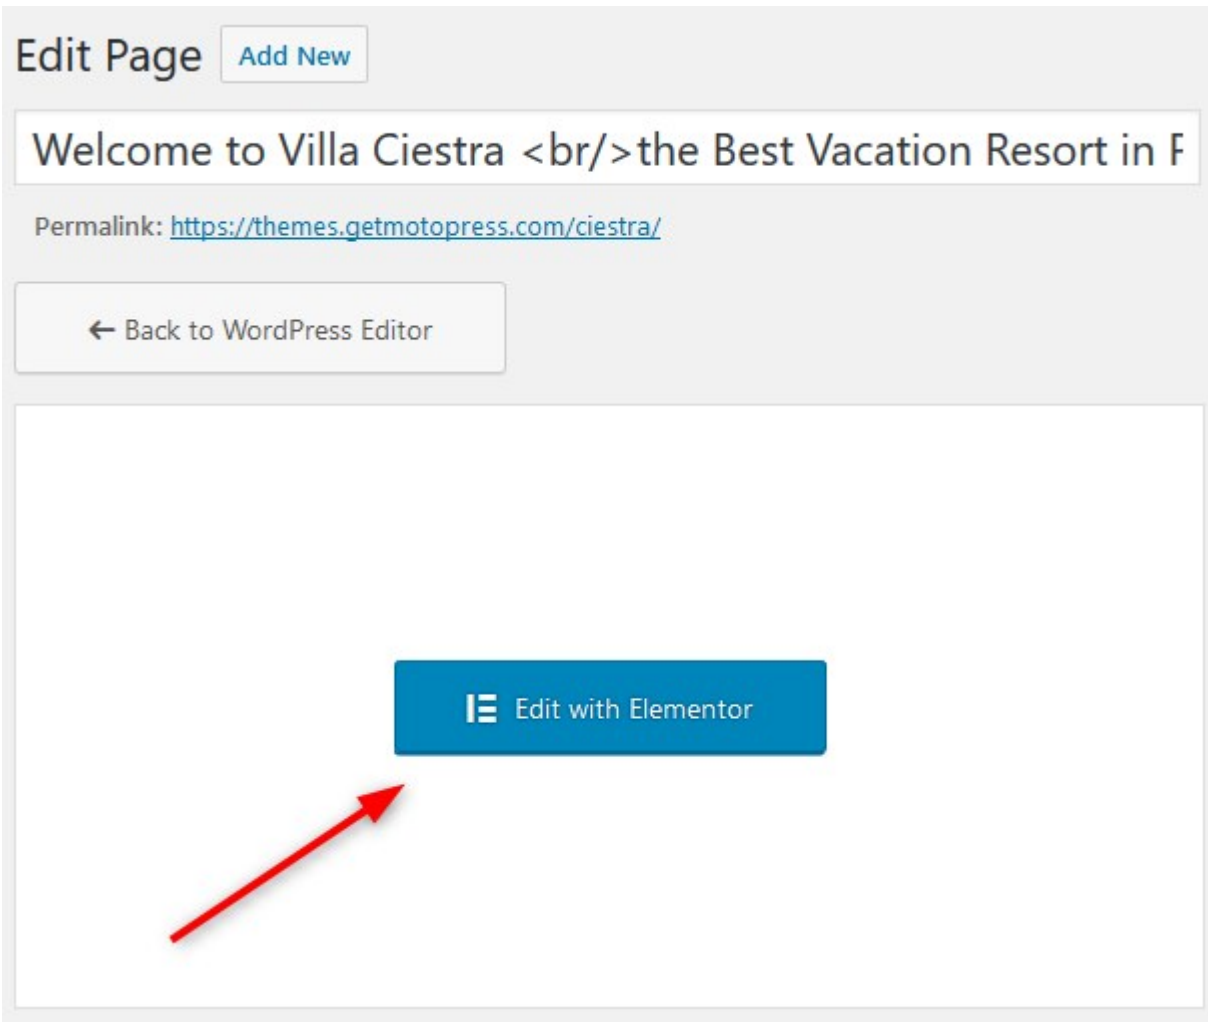 Edit Page Add New
Welcome to Villa Ciestra <br/>the Best Vacation Resort in
Permalink: https://themes.getmotopress.com/ciestra/
← Back to WordPress Editor
Edit with Elementor